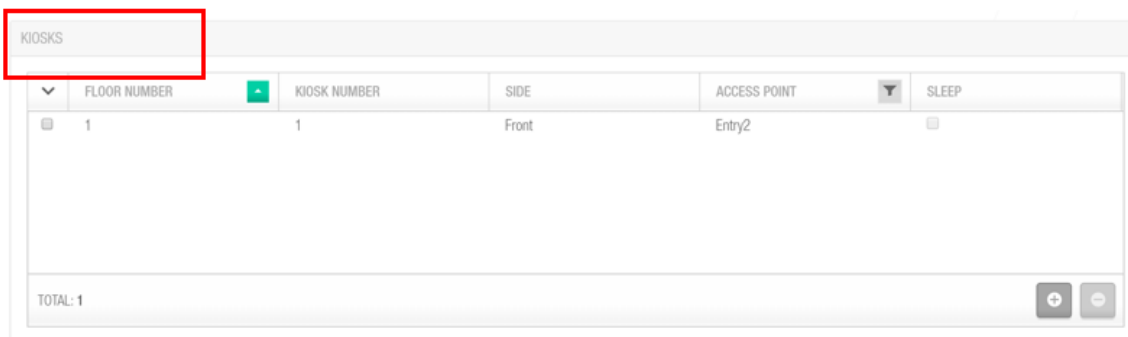 KIOSKS
FLOOR NUMBER KIOSK NUMBER SIDE ACCESS POINT SLEEP
1 1 Front Entry2
TOTAL: 1